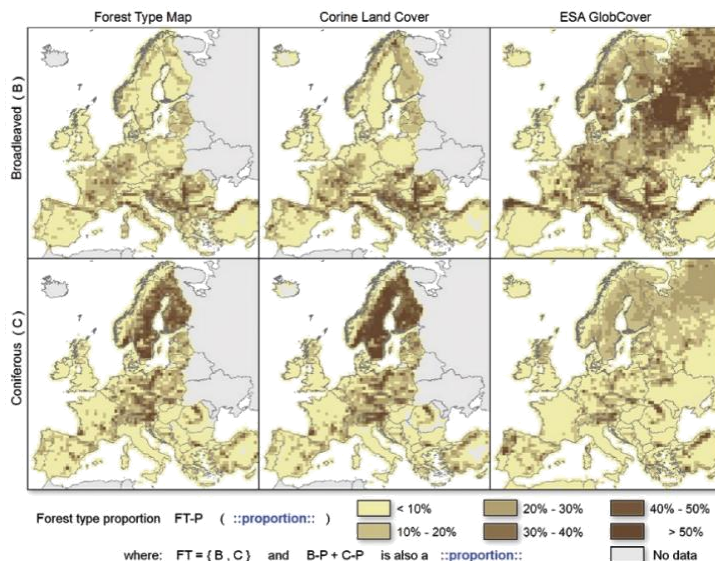 Forest Type Map Corine Land Cover ESA GlobCover
Broadleaved ( B )
Coniferous ( C )
Forest type proportion FT-P ( ::proportion:: )
< 10% 20% - 30% 40% - 50%
10% - 20% 30% - 40% > 50%
where: FT = { B , C } and B-P + C-P is also a ::proportion:: No data